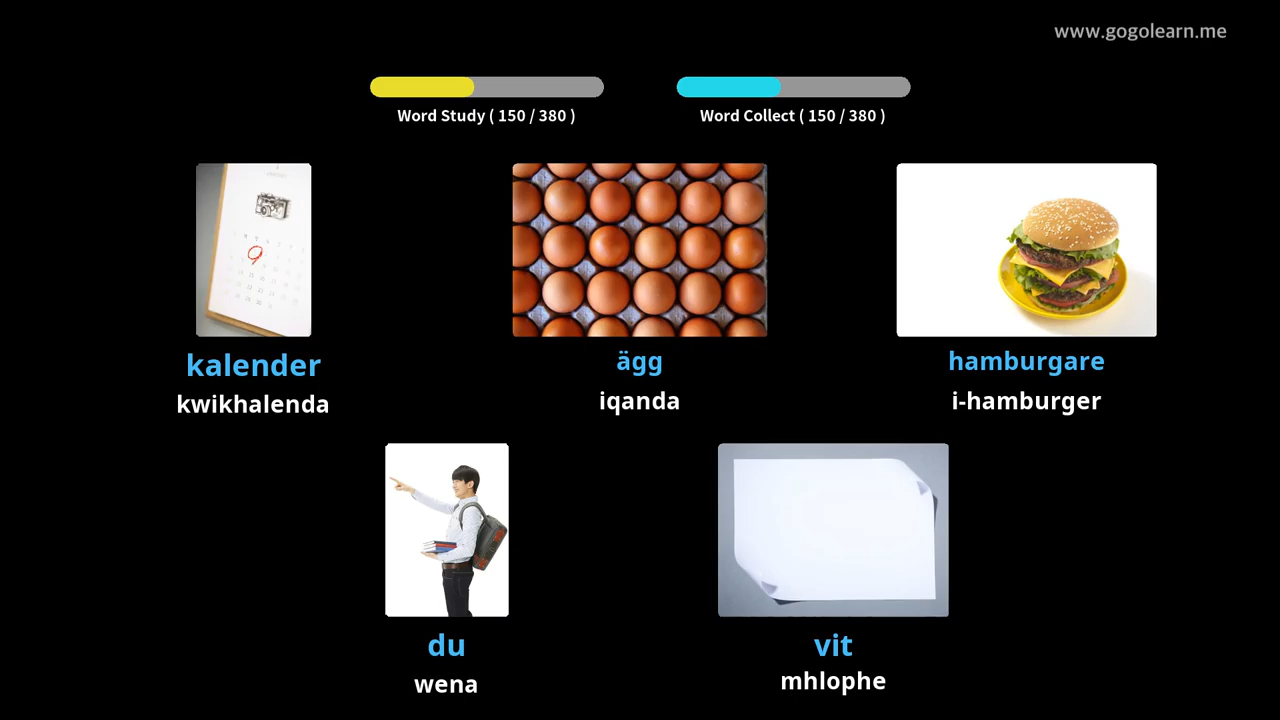 www.gogolearn.me
Word Study ( 150 / 380 )
Word Collect ( 150 / 380 )
kalender
kwikhalenda
ägg
iqanda
hamburgare
i-hamburger
du
wena
vit
mhlophe